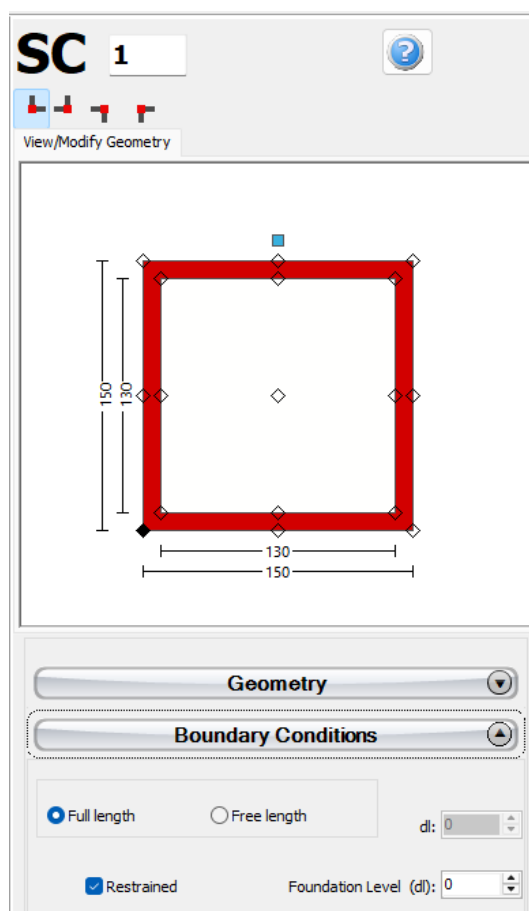 SC 1
?
View/Modify Geometry
150
130
130
150
Geometry
Boundary Conditions
Full length
Free length
dl: 0
Restrained
Foundation Level (dl): 0